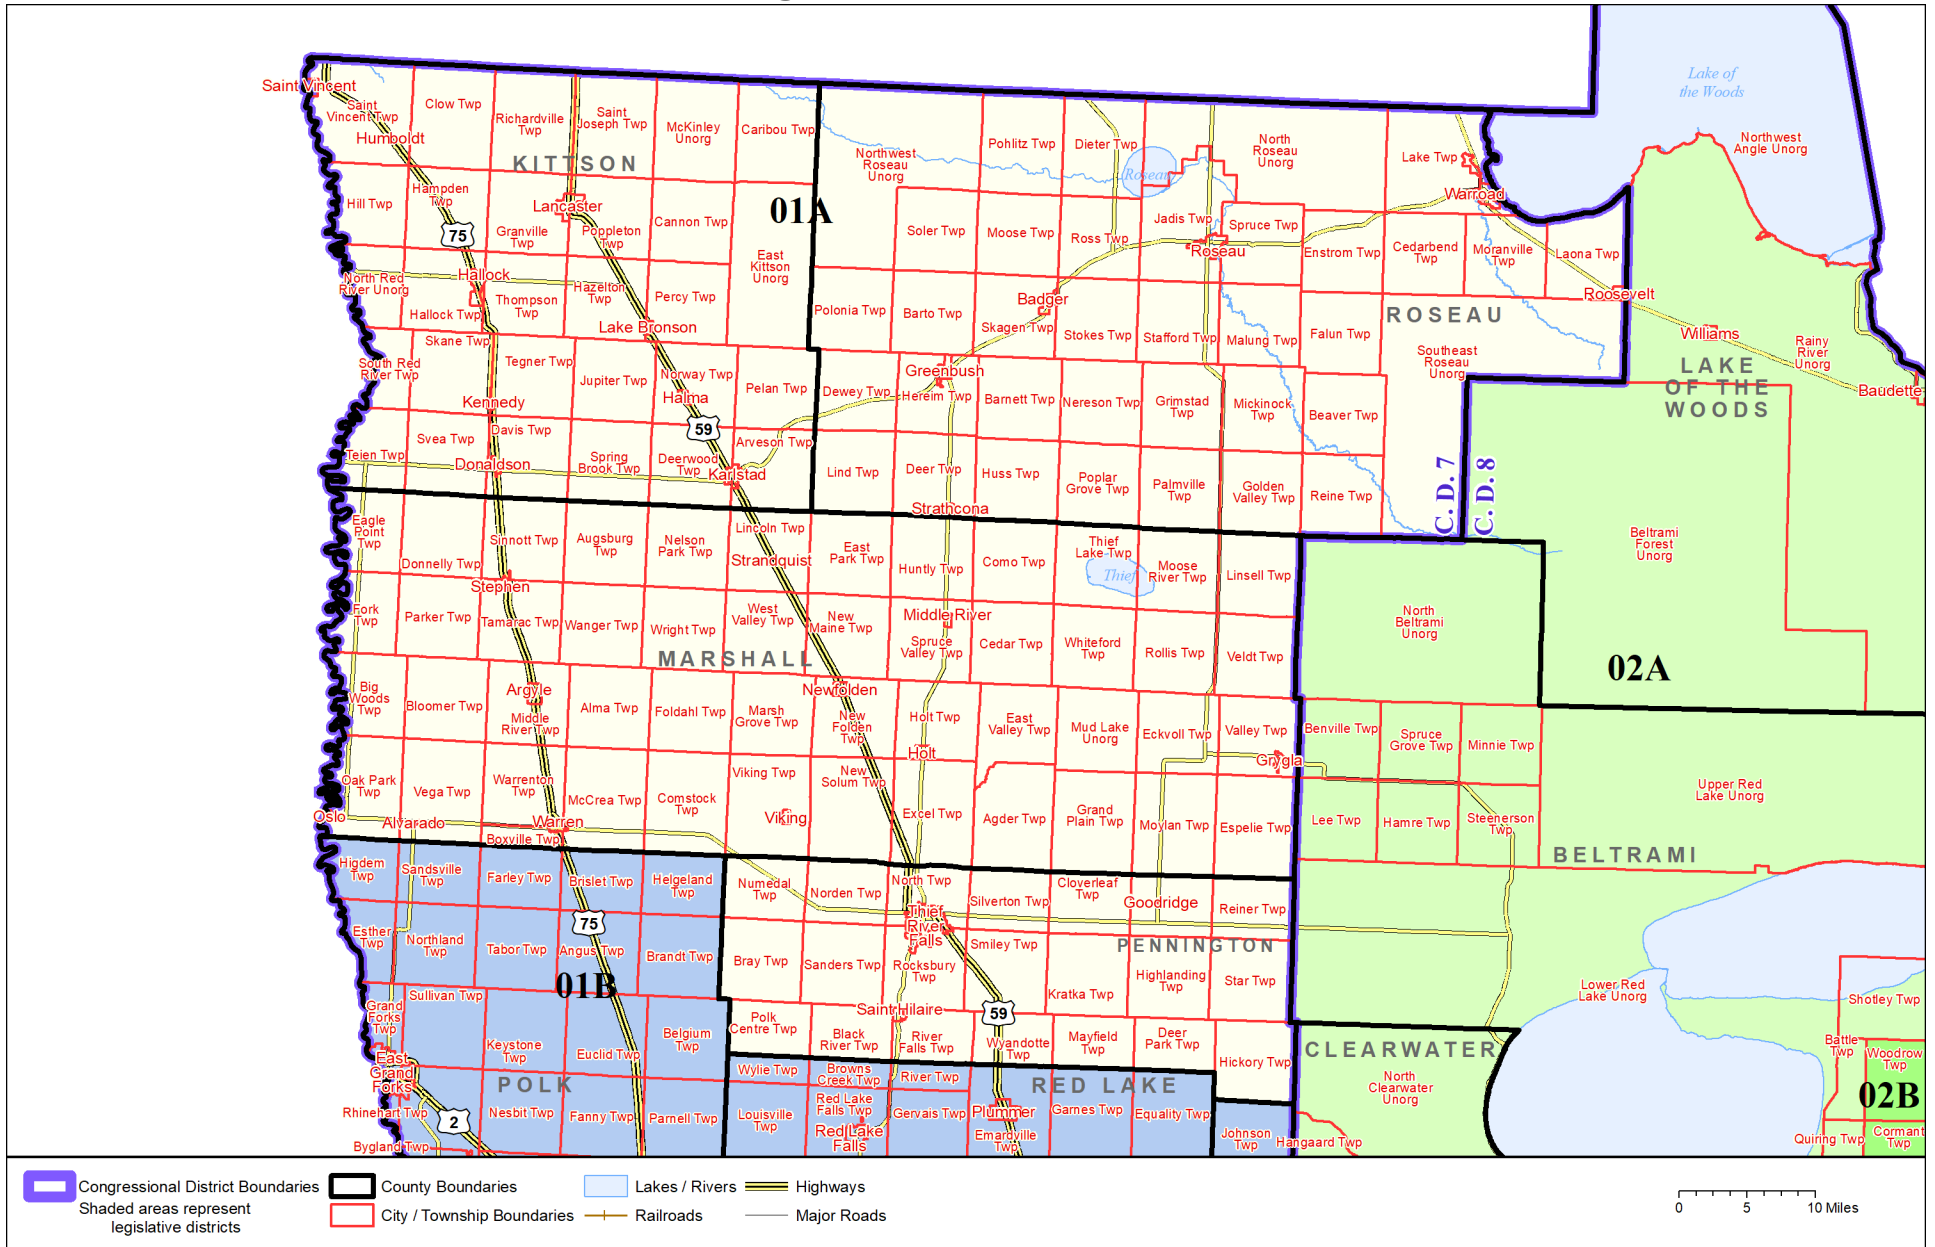 Lake of
the Woods
Saint Vincent
Saint
Vincent Twp
Clow Twp
Richardville
Twp
Saint
Joseph Twp
McKinley
Unorg
Caribou Twp
Humboldt
KITTSON
Northwest
Roseau
Unorg
Pohlitz Twp
Dieter Twp
Roseau
North
Roseau
Unorg
Lake Twp
Northwest
Angle Unorg
Warroad
Hill Twp
Hampden
Twp
Lancaster
Granville
Twp
Poppleton
Twp
Cannon Twp
01A
East
Kittson
Unorg
Soler Twp
Moose Twp
Ross Twp
Jadis Twp
Spruce Twp
Roseau
Enstrom Twp
Cedarbend
Twp
Moranville
Twp
Laona Twp
75
North Red
River Unorg
Hallock
Hallock Twp
Thompson
Twp
Hazelton
Twp
Percy Twp
Lake Bronson
Polonia Twp
Barto Twp
Badger
Skagen Twp
Stokes Twp
Stafford Twp
Malung Twp
Falun Twp
ROSEAU
Southeast
Roseau
Unorg
Roosevelt
Williams
Rainy
River
Unorg
LAKE
OF THE
WOODS
Baudette
Skane Twp
South Red
River Twp
Tegner Twp
Jupiter Twp
Norway Twp
Halma
Pelan Twp
Dewey Twp
Greenbush
Hereim Twp
Barnett Twp
Nereson Twp
Grimstad
Twp
Mickinock
Twp
Beaver Twp
Kennedy
59
Svea Twp
Davis Twp
Arveson Twp
Teien Twp
Donaldson
Spring
Brook Twp
Deerwood
Twp
Karlstad
Lind Twp
Deer Twp
Huss Twp
Poplar
Grove Twp
Palmville
Twp
Golden
Valley Twp
Reine Twp
C. D. 7
C. D. 8
Strathcona
Eagle
Point
Twp
Donnelly Twp
Sinnott Twp
Augsburg
Twp
Nelson
Park Twp
Lincoln Twp
Strandquist
East
Park Twp
Huntly Twp
Como Twp
Thief
Lake Twp
Thief
Moose
River Twp
Linsell Twp
Beltrami
Forest
Unorg
Stephen
Fork
Twp
Parker Twp
Tamarac Twp
Wanger Twp
Wright Twp
West
Valley Twp
New
Maine Twp
Middle River
Spruce
Valley Twp
Cedar Twp
Whiteford
Twp
Rollis Twp
Veldt Twp
North
Beltrami
Unorg
02A
MARSHALL
Big
Woods
Twp
Bloomer Twp
Argyle
Middle
River Twp
Alma Twp
Foldahl Twp
Marsh
Grove Twp
Newfolden
New
Folden
Twp
Holt Twp
Holt
East
Valley Twp
Mud Lake
Unorg
Eckvoll Twp
Valley Twp
Grygla
Benville Twp
Spruce
Grove Twp
Minnie Twp
Oak Park
Twp
Vega Twp
Warrenton
Twp
McCrea Twp
Comstock
Twp
Viking Twp
Viking
New
Solum Twp
Excel Twp
Agder Twp
Grand
Plain Twp
Moylan Twp
Espelie Twp
Lee Twp
Hamre Twp
Steenerson
Twp
Upper Red
Lake Unorg
BELTRAMI
Oslo
Alvarado
Warren
Boxville Twp
Higdem
Twp
Sandsville
Twp
Farley Twp
Brislet Twp
Helgeland
Twp
Numedal
Twp
Norden Twp
North Twp
Silverton Twp
Cloverleaf
Twp
Goodridge
Reiner Twp
Thief
River
Falls
Esther
Twp
Northland
Twp
Tabor Twp
75
Angus Twp
Brandt Twp
Bray Twp
Sanders Twp
Rocksbury
Twp
Smiley Twp
PENNINGTON
Highlanding
Twp
Star Twp
Kratka Twp
01B
Lower Red
Lake Unorg
Shotley Twp
Sullivan Twp
Grand
Forks
Twp
Keystone
Twp
Euclid Twp
Belgium
Twp
Polk
Centre Twp
Saint Hilaire
Black
River Twp
River
Falls Twp
59
Wyandotte
Twp
Mayfield
Twp
Deer
Park Twp
Hickory Twp
CLEARWATER
North
Clearwater
Unorg
Battle
Twp
Woodrow
Twp
02B
East
Grand
Forks
POLK
Wylie Twp
Browns
Creek Twp
River Twp
RED LAKE
Rhinehart Twp
2
Nesbit Twp
Fanny Twp
Parnell Twp
Louisville
Twp
Red Lake
Falls Twp
Red Lake
Falls
Gervais Twp
Plummer
Emardville
Twp
Garnes Twp
Equality Twp
Johnson
Twp
Hangaard Twp
Quiring Twp
Cormant
Twp
Bygland Twp
Congressional District Boundaries
Shaded areas represent
legislative districts
County Boundaries
City / Township Boundaries
Lakes / Rivers
Railroads
Highways
Major Roads
0 5 10 Miles